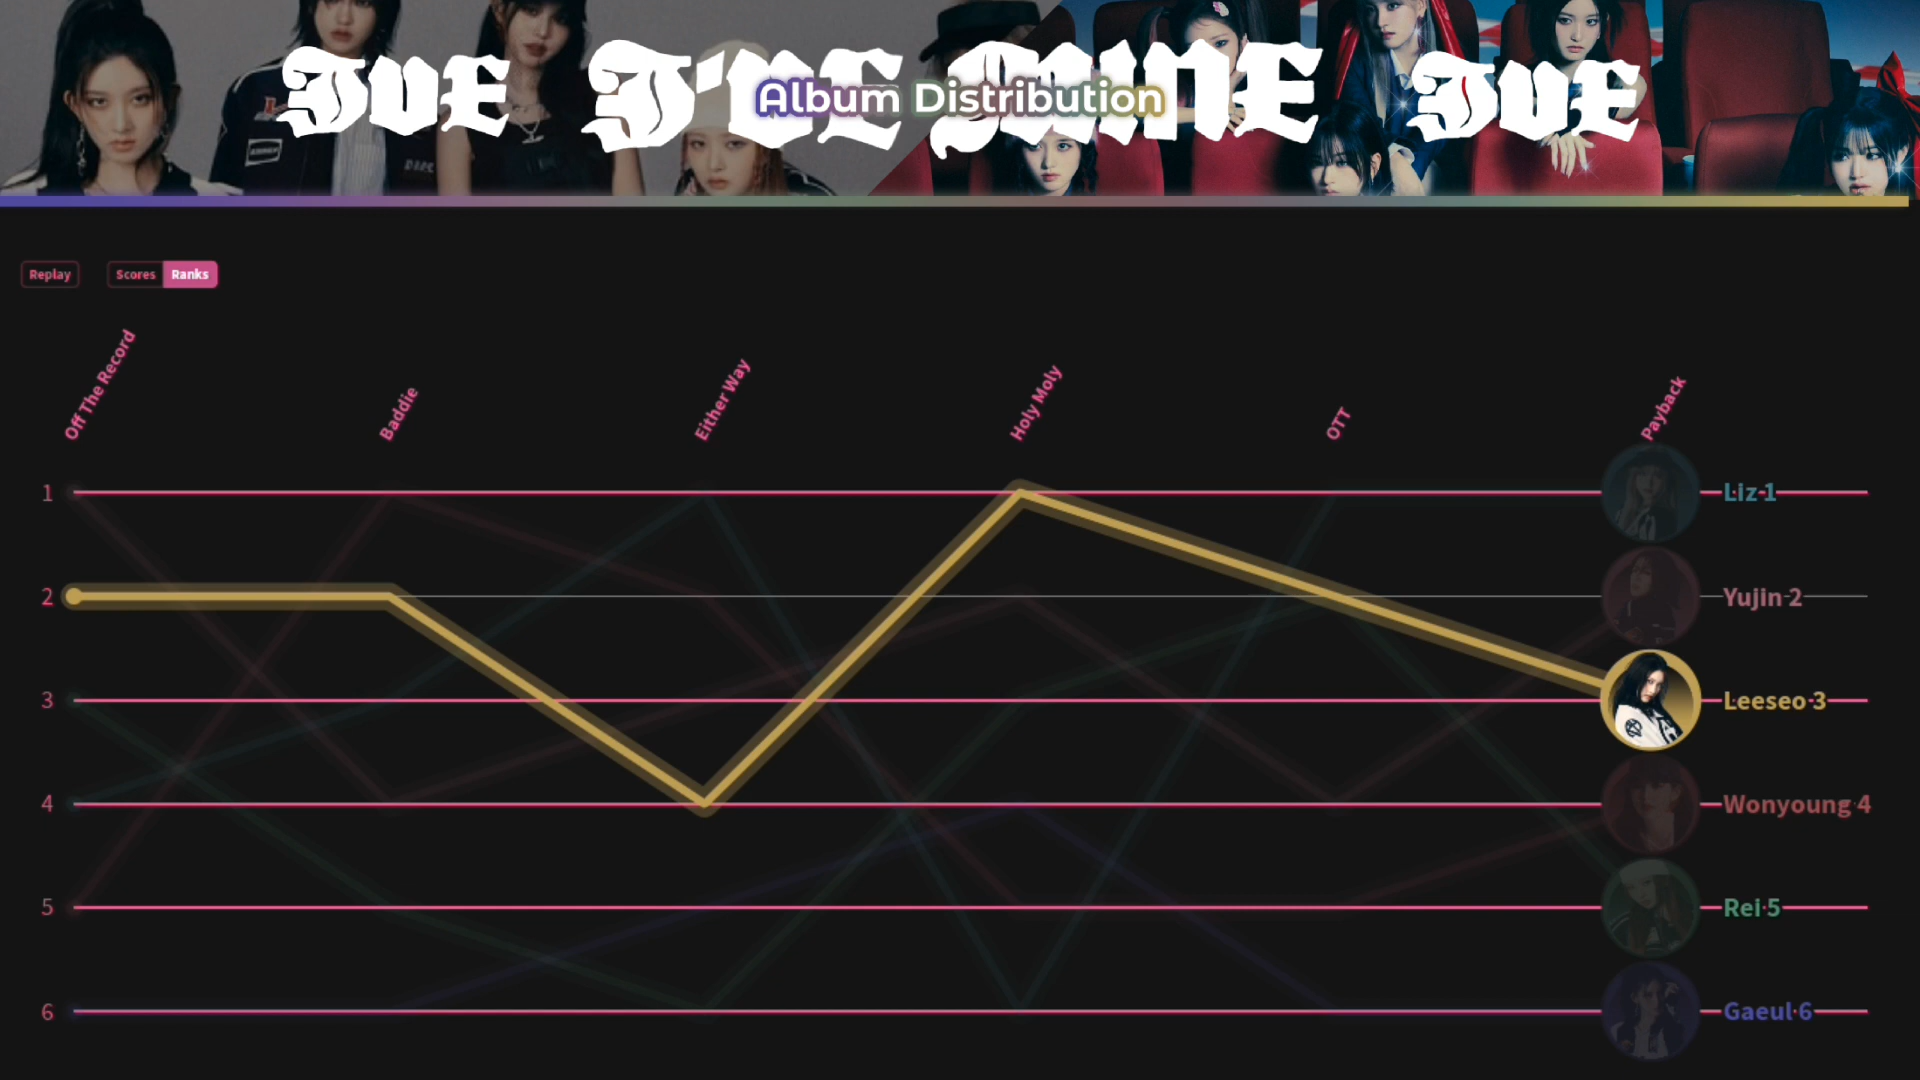 IVE I'VE MINE IVE
Album Distribution
Replay Scores Ranks
Off The Record
Baddie
Either Way
Holy Moly
OTT
Payback
1 Liz 1
2 Yujin 2
3 Leeseo 3
4 Wonyoung 4
5 Rei 5
6 Gaeul 6